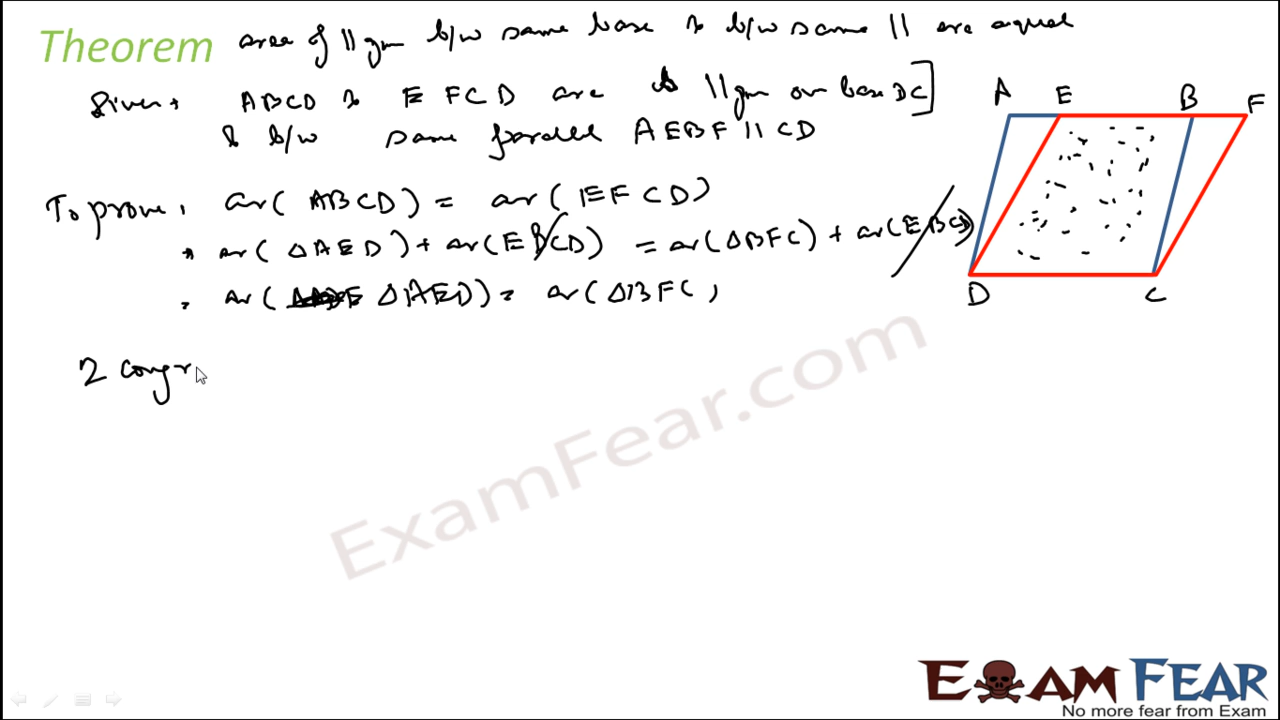 Theorem area of || gm b/w same base & b/w same || are equal
Given → ABCD & EFCD are || gm on base DC]
& b/w same parallel AEBF || CD
To prove, ar( ABCD ) = ar( EFCD )
→ ar( Δ AED ) + ar( EBCD ) = ar( Δ BFC ) + ar( EBCD )
= ar( Δ AED ) = ar( Δ BFC )
2 congr
A E B F
D C
ExamFear.com
EXAM FEAR
No more fear from Exam